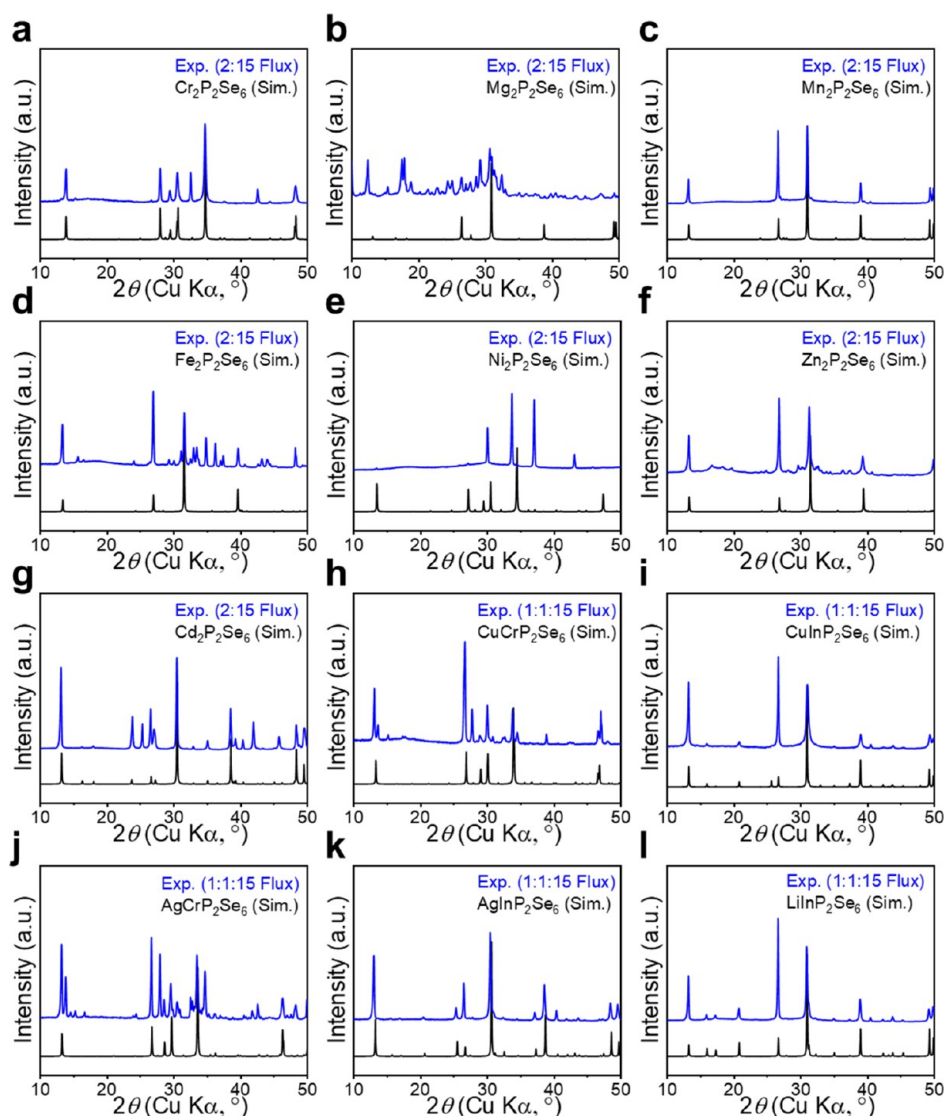 a
Exp. (2:15 Flux)
Cr₂P₂Se₆ (Sim.)
Intensity (a.u.)
10 20 30 40 50
2θ (Cu Kα, °)
b
Exp. (2:15 Flux)
Mg₂P₂Se₆ (Sim.)
Intensity (a.u.)
10 20 30 40 50
2θ (Cu Kα, °)
c
Exp. (2:15 Flux)
Mn₂P₂Se₆ (Sim.)
Intensity (a.u.)
10 20 30 40 50
2θ (Cu Kα, °)
d
Exp. (2:15 Flux)
Fe₂P₂Se₆ (Sim.)
Intensity (a.u.)
10 20 30 40 50
2θ (Cu Kα, °)
e
Exp. (2:15 Flux)
Ni₂P₂Se₆ (Sim.)
Intensity (a.u.)
10 20 30 40 50
2θ (Cu Kα, °)
f
Exp. (2:15 Flux)
Zn₂P₂Se₆ (Sim.)
Intensity (a.u.)
10 20 30 40 50
2θ (Cu Kα, °)
g
Exp. (2:15 Flux)
Cd₂P₂Se₆ (Sim.)
Intensity (a.u.)
10 20 30 40 50
2θ (Cu Kα, °)
h
Exp. (1:1:15 Flux)
CuCrP₂Se₆ (Sim.)
Intensity (a.u.)
10 20 30 40 50
2θ (Cu Kα, °)
i
Exp. (1:1:15 Flux)
CuInP₂Se₆ (Sim.)
Intensity (a.u.)
10 20 30 40 50
2θ (Cu Kα, °)
j
Exp. (1:1:15 Flux)
AgCrP₂Se₆ (Sim.)
Intensity (a.u.)
10 20 30 40 50
2θ (Cu Kα, °)
k
Exp. (1:1:15 Flux)
AgInP₂Se₆ (Sim.)
Intensity (a.u.)
10 20 30 40 50
2θ (Cu Kα, °)
l
Exp. (1:1:15 Flux)
LiInP₂Se₆ (Sim.)
Intensity (a.u.)
10 20 30 40 50
2θ (Cu Kα, °)